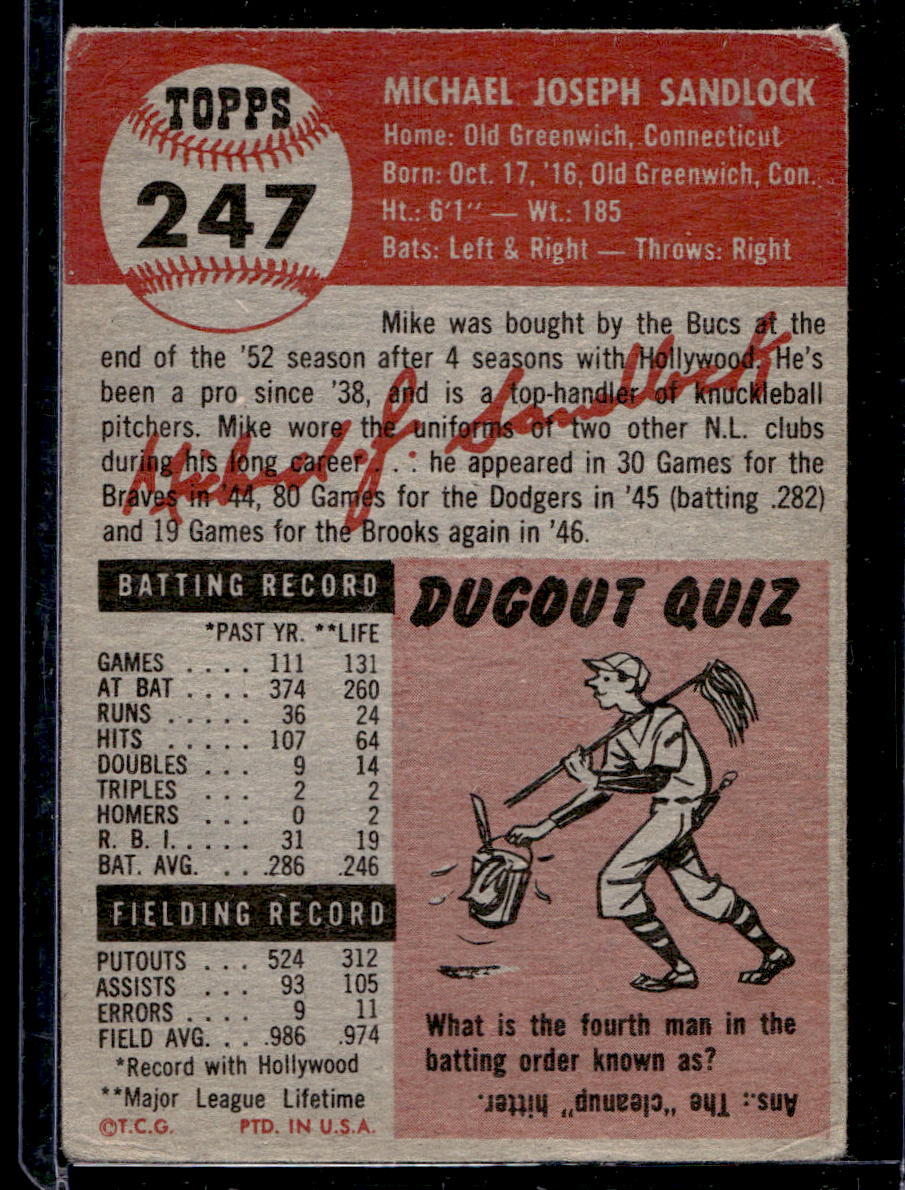 TOPPS
247
MICHAEL JOSEPH SANDLOCK
Home: Old Greenwich, Connecticut
Born: Oct. 17, '16, Old Greenwich, Con..
Ht.: 6'1" — Wt.: 185
Bats: Left & Right — Throws: Right
Mike was bought by the Bucs at the
end of the '52 season after 4 seasons with Hollywood. He's
been a pro since '38, and is a top-handler of knuckleball
pitchers. Mike wore the uniforms of two other N.L. clubs
during his long career . . . he appeared in 30 Games for the
Braves in '44, 80 Games for the Dodgers in '45 (batting .282)
and 19 Games for the Brooks again in '46.
Michael J. Sandlock
BATTING RECORD
*PAST YR. **LIFE
GAMES . . . . 111 131
AT BAT . . . . 374 260
RUNS . . . . . 36 24
HITS . . . . . 107 64
DOUBLES . . . 9 14
TRIPLES . . . 2 2
HOMERS . . . 0 2
R. B. I. . . . . . 31 19
BAT. AVG. . . . .286 .246
FIELDING RECORD
PUTOUTS . . . 524 312
ASSISTS . . . 93 105
ERRORS . . . . 9 11
FIELD AVG. . . .986 .974
*Record with Hollywood
**Major League Lifetime
©T.C.G. PTD. IN U.S.A.
DUGOUT QUIZ
What is the fourth man in the
batting order known as?
Ans.: The "cleanup" hitter.